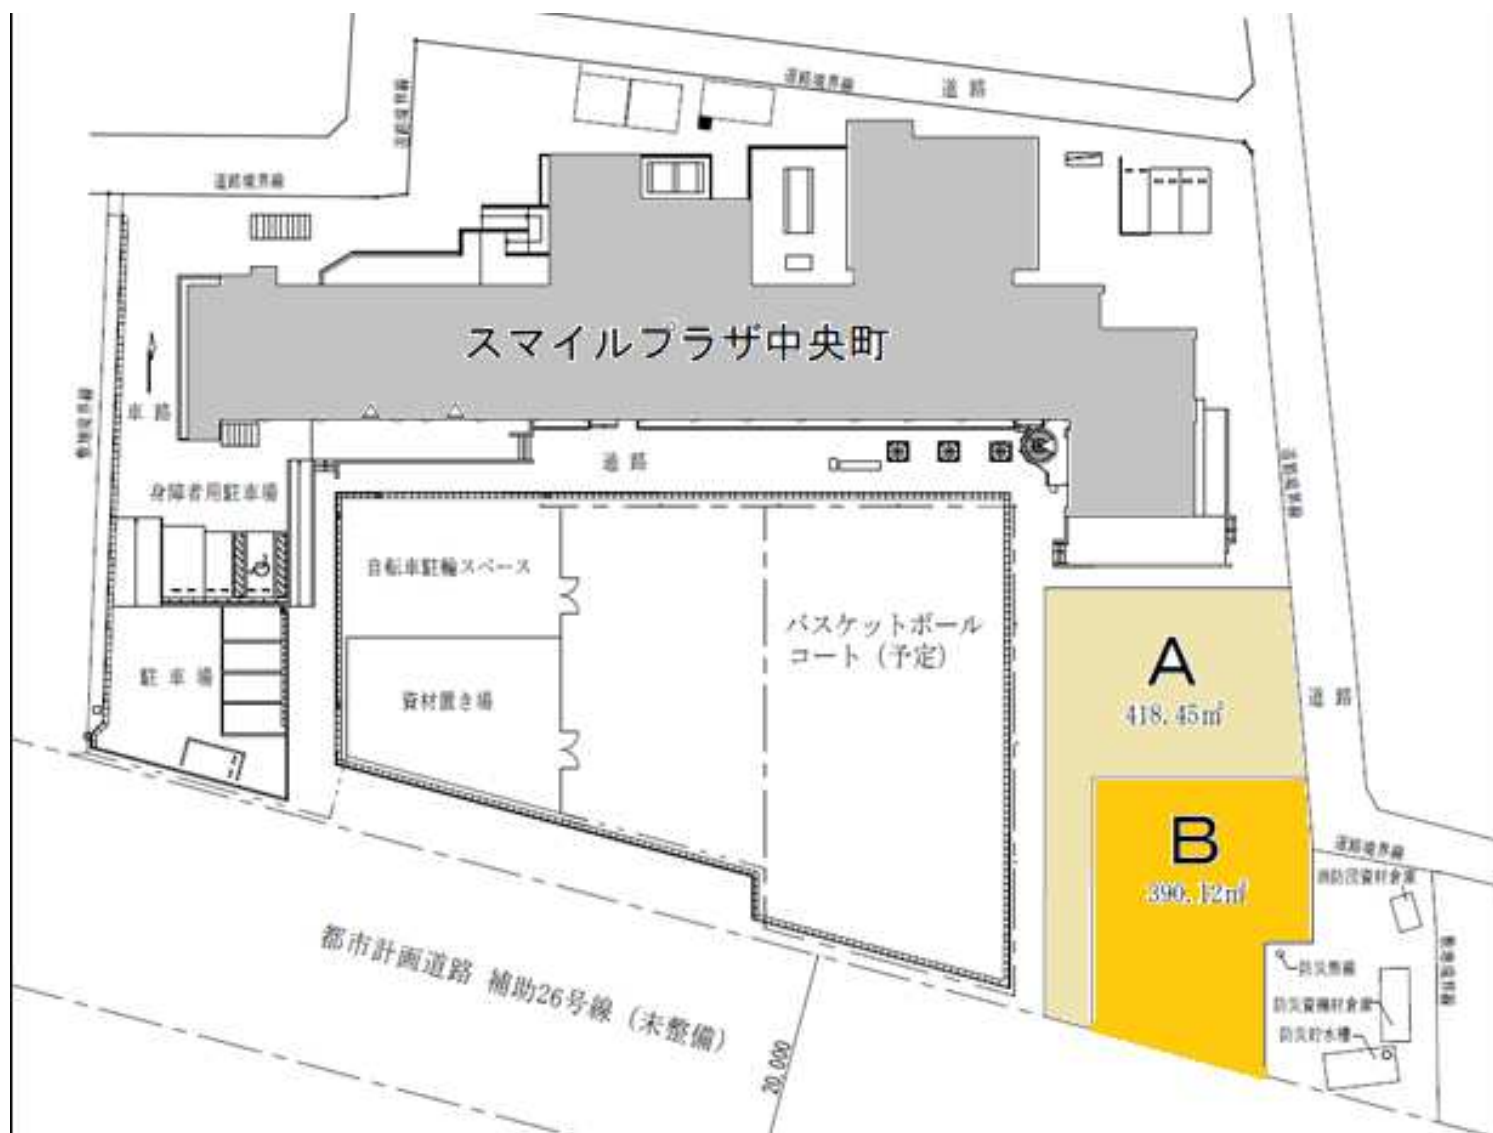 道路境界線
道 路
道路境界線
道路境界線
スマイルプラザ中央町
車 路
敷地境界線
道路境界線
通 路
身障者用駐車場
自転車駐輪スペース
バスケットボール
コート（予定）
資材置き場
駐 車 場
A
418.45㎡
道 路
B
390.12㎡
道路境界線
消防団資材倉庫
敷地境界線
防災資機材倉庫
防災貯水槽
都市計画道路 補助26号線（未整備）
20,000